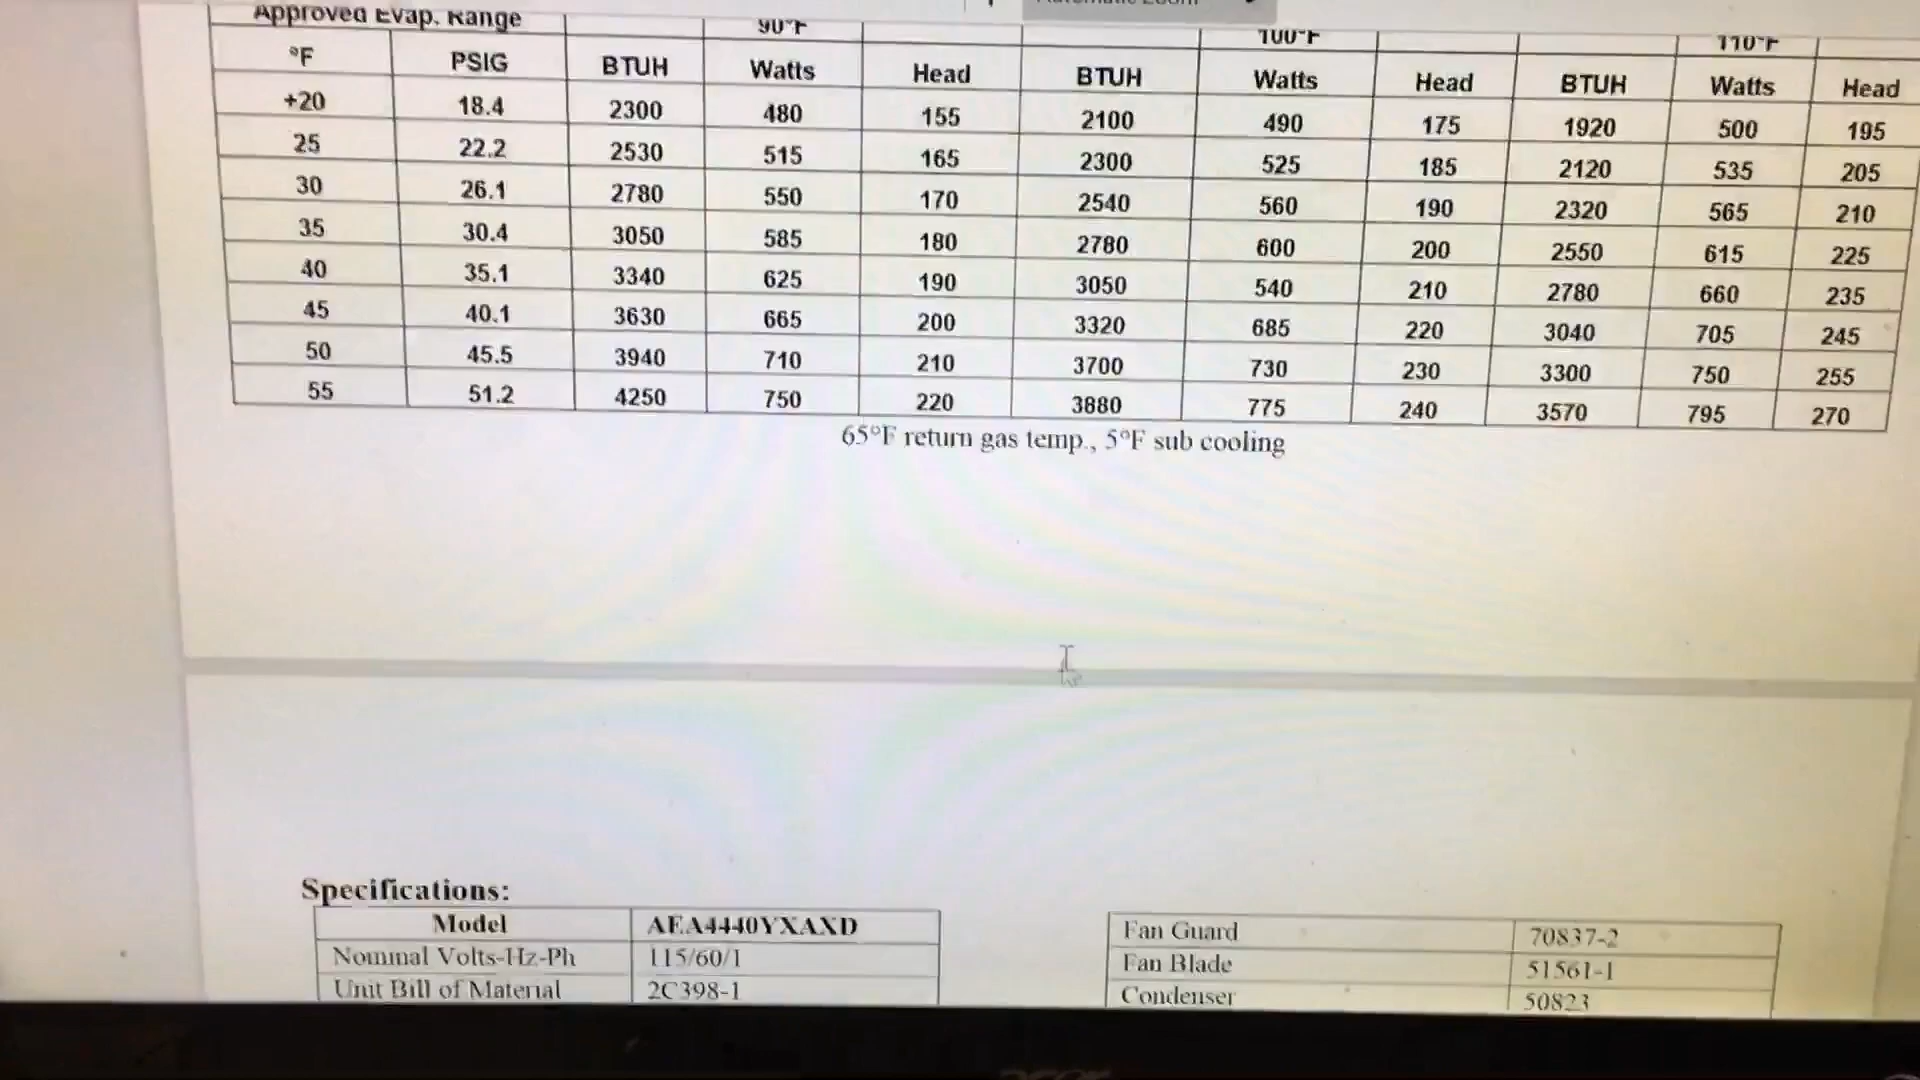 Approved Evap. Range 90°F 100°F 110°F
°F PSIG BTUH Watts Head BTUH Watts Head BTUH Watts Head
+20 18.4 2300 480 155 2100 490 175 1920 500 195
25 22.2 2530 515 165 2300 525 185 2120 535 205
30 26.1 2780 550 170 2540 560 190 2320 565 210
35 30.4 3050 585 180 2780 600 200 2550 615 225
40 35.1 3340 625 190 3050 540 210 2780 660 235
45 40.1 3630 665 200 3320 685 220 3040 705 245
50 45.5 3940 710 210 3700 730 230 3300 750 255
55 51.2 4250 750 220 3880 775 240 3570 795 270
65°F return gas temp., 5°F sub cooling
Specifications:
Model AEA4440YXAXD
Nominal Volts-Hz-Ph 115/60/1
Unit Bill of Material 2C398-1
Fan Guard 70837-2
Fan Blade 51561-1
Condenser 50823